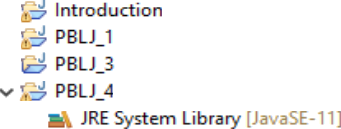 Introduction
PBLJ_1
PBLJ_3
PBLJ_4
JRE System Library [JavaSE-11]